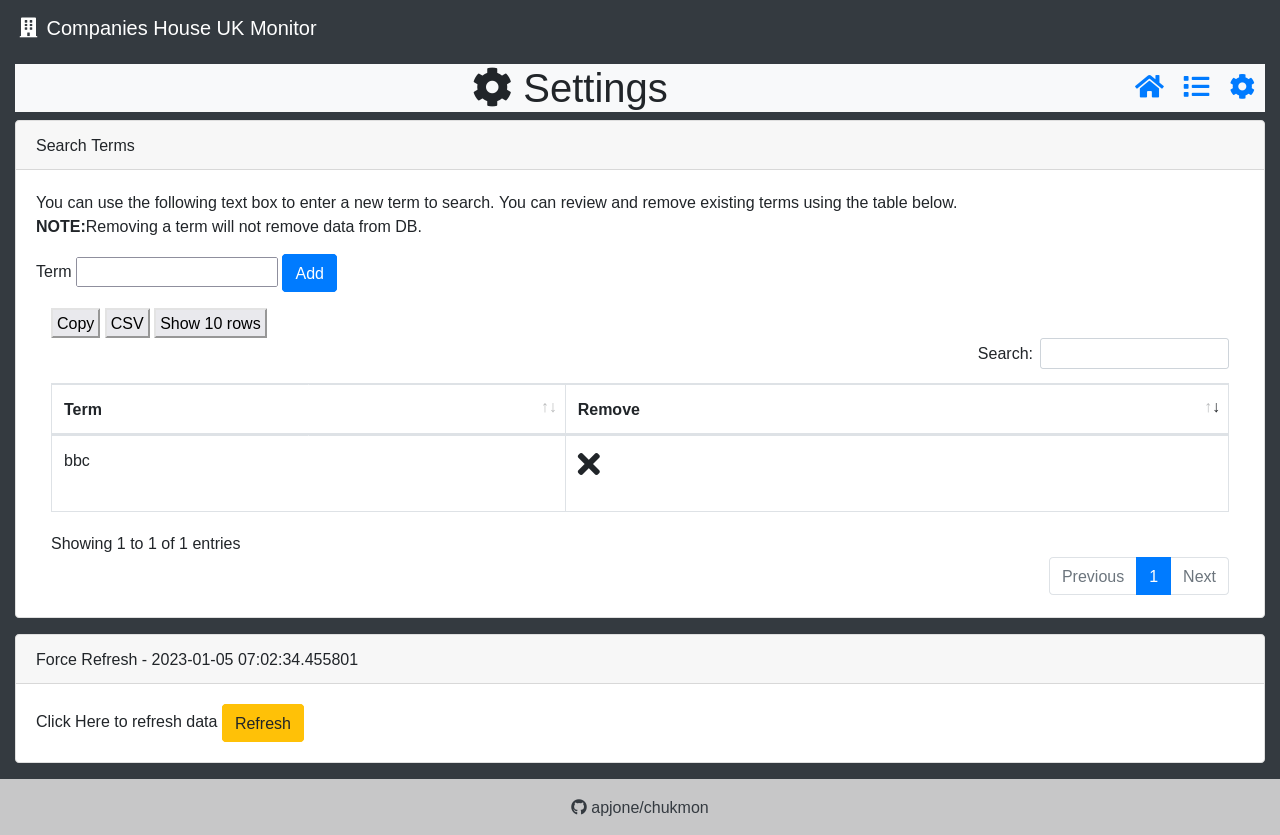 Companies House UK Monitor
Settings
Search Terms
You can use the following text box to enter a new term to search. You can review and remove existing terms using the table below.
NOTE:Removing a term will not remove data from DB.
Term Add
Copy CSV Show 10 rows
Search:
Term ↑↓ Remove ↑↓
bbc
Showing 1 to 1 of 1 entries
Previous 1 Next
Force Refresh - 2023-01-05 07:02:34.455801
Click Here to refresh data Refresh
apjone/chukmon